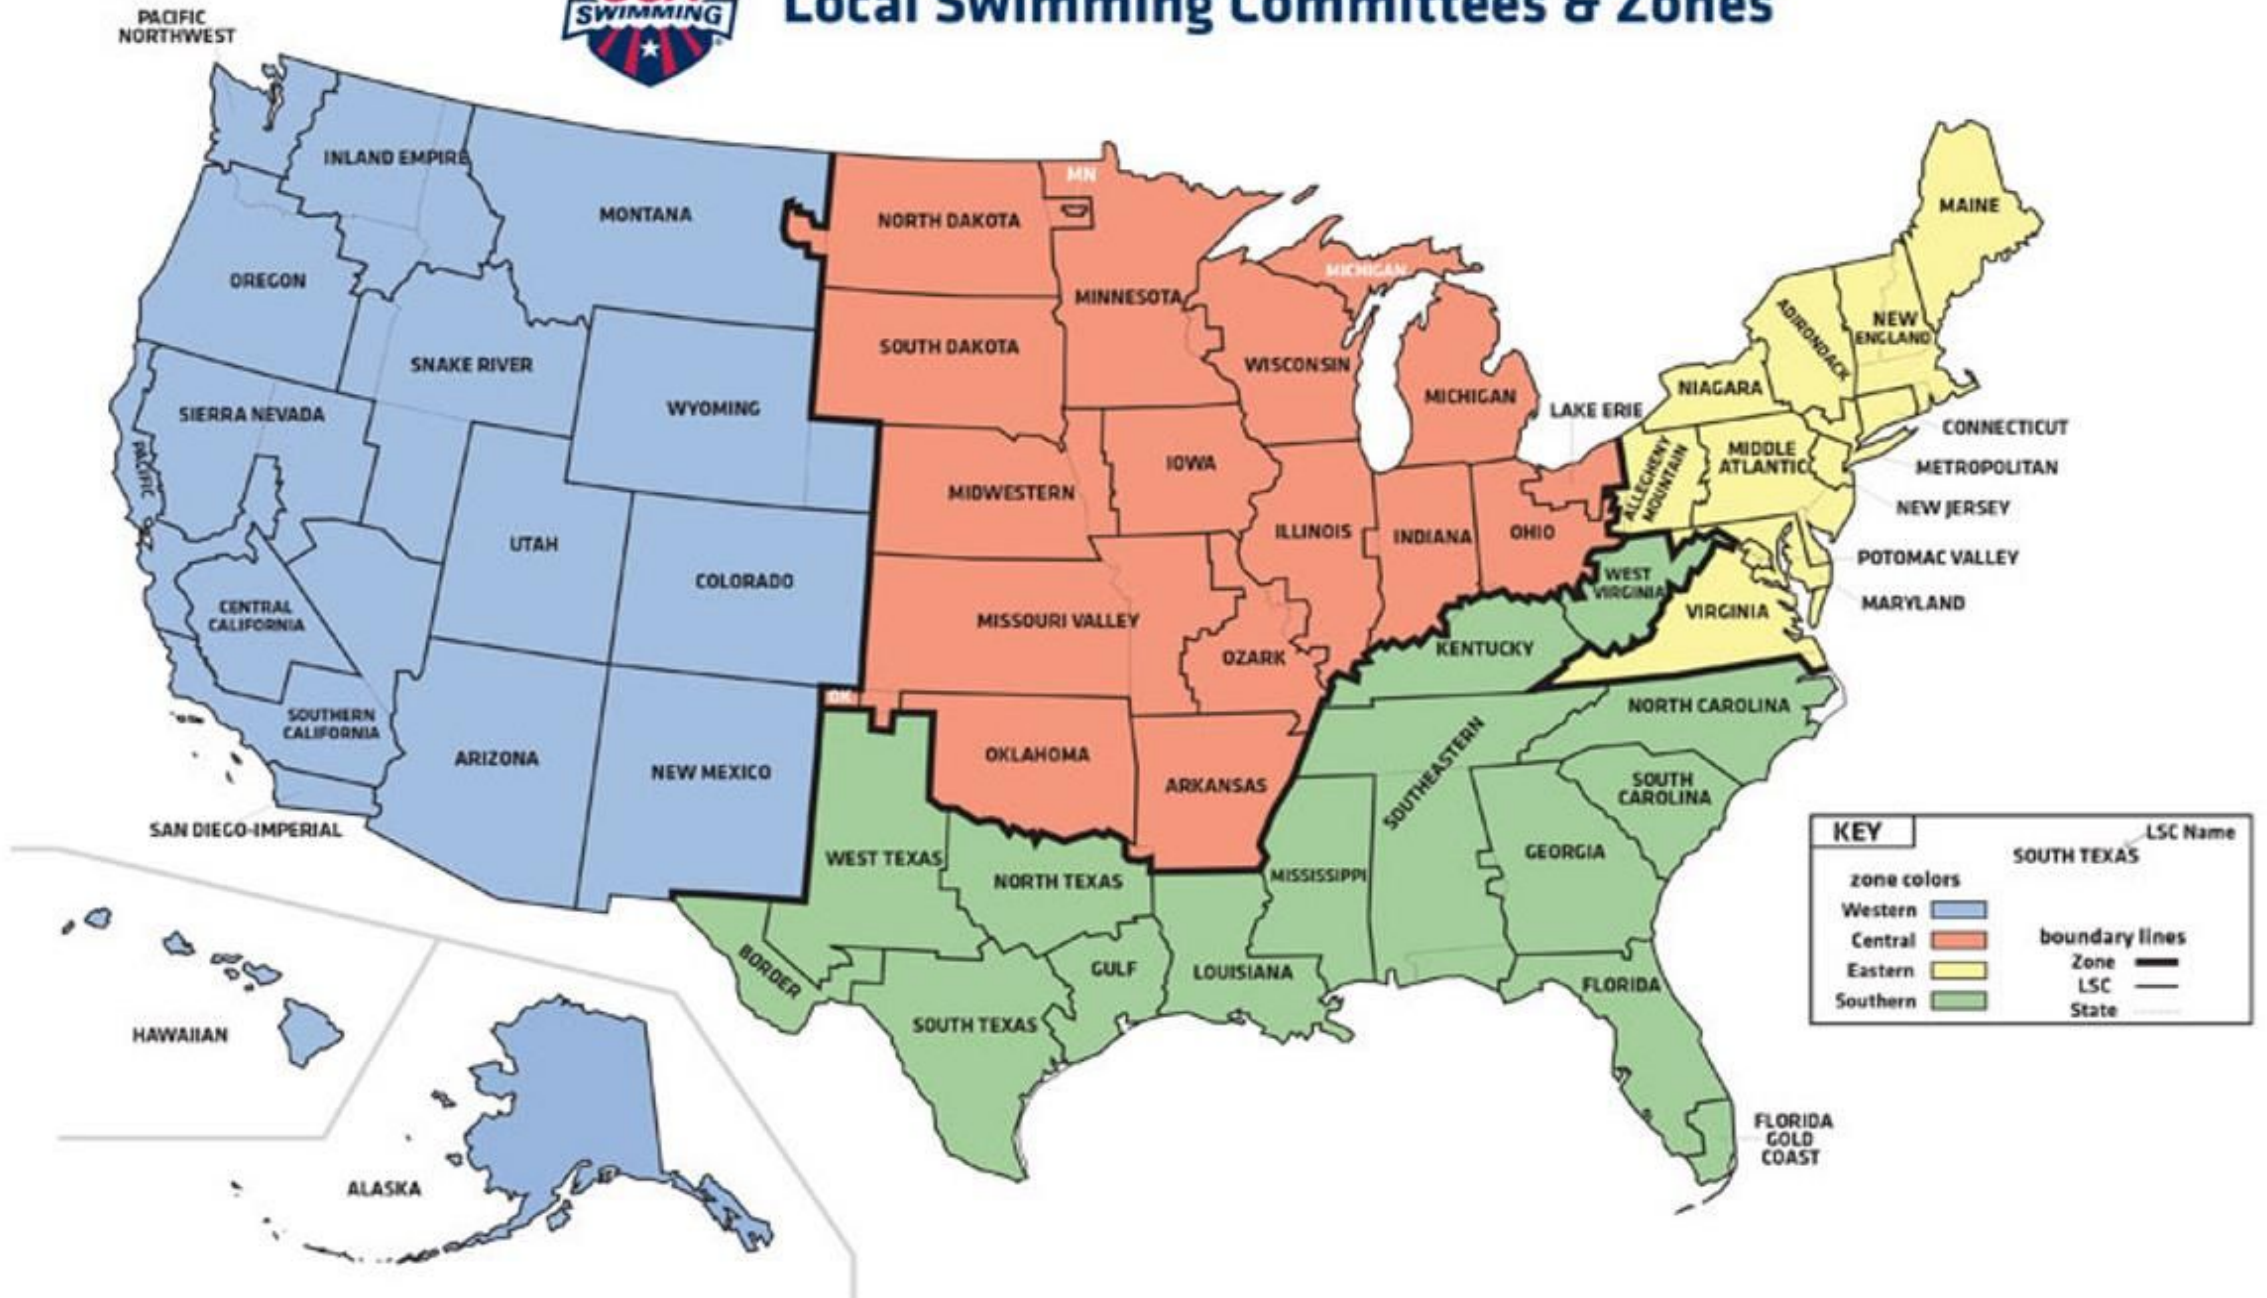 SWIMMING
Local Swimming Committees & Zones
PACIFIC
NORTHWEST
INLAND EMPIRE
MONTANA
OREGON
SNAKE RIVER
WYOMING
SIERRA NEVADA
PACIFIC
UTAH
COLORADO
CENTRAL
CALIFORNIA
SOUTHERN
CALIFORNIA
ARIZONA
NEW MEXICO
SAN DIEGO-IMPERIAL
HAWAIIAN
ALASKA
NORTH DAKOTA
MN
MINNESOTA
SOUTH DAKOTA
MICHIGAN
WISCONSIN
MICHIGAN
LAKE ERIE
IOWA
MIDWESTERN
ILLINOIS
INDIANA
OHIO
MISSOURI VALLEY
OZARK
OK
OKLAHOMA
ARKANSAS
MAINE
ADIRONDACK
NEW
ENGLAND
NIAGARA
CONNECTICUT
ALLEGHENY
MOUNTAIN
MIDDLE
ATLANTIC
METROPOLITAN
NEW JERSEY
POTOMAC VALLEY
MARYLAND
VIRGINIA
WEST
VIRGINIA
KENTUCKY
NORTH CAROLINA
SOUTHEASTERN
SOUTH
CAROLINA
GEORGIA
MISSISSIPPI
WEST TEXAS
NORTH TEXAS
BORDER
GULF
LOUISIANA
SOUTH TEXAS
FLORIDA
FLORIDA
GOLD
COAST
KEY
LSC Name
SOUTH TEXAS
zone colors
Western
Central
Eastern
Southern
boundary lines
Zone
LSC
State